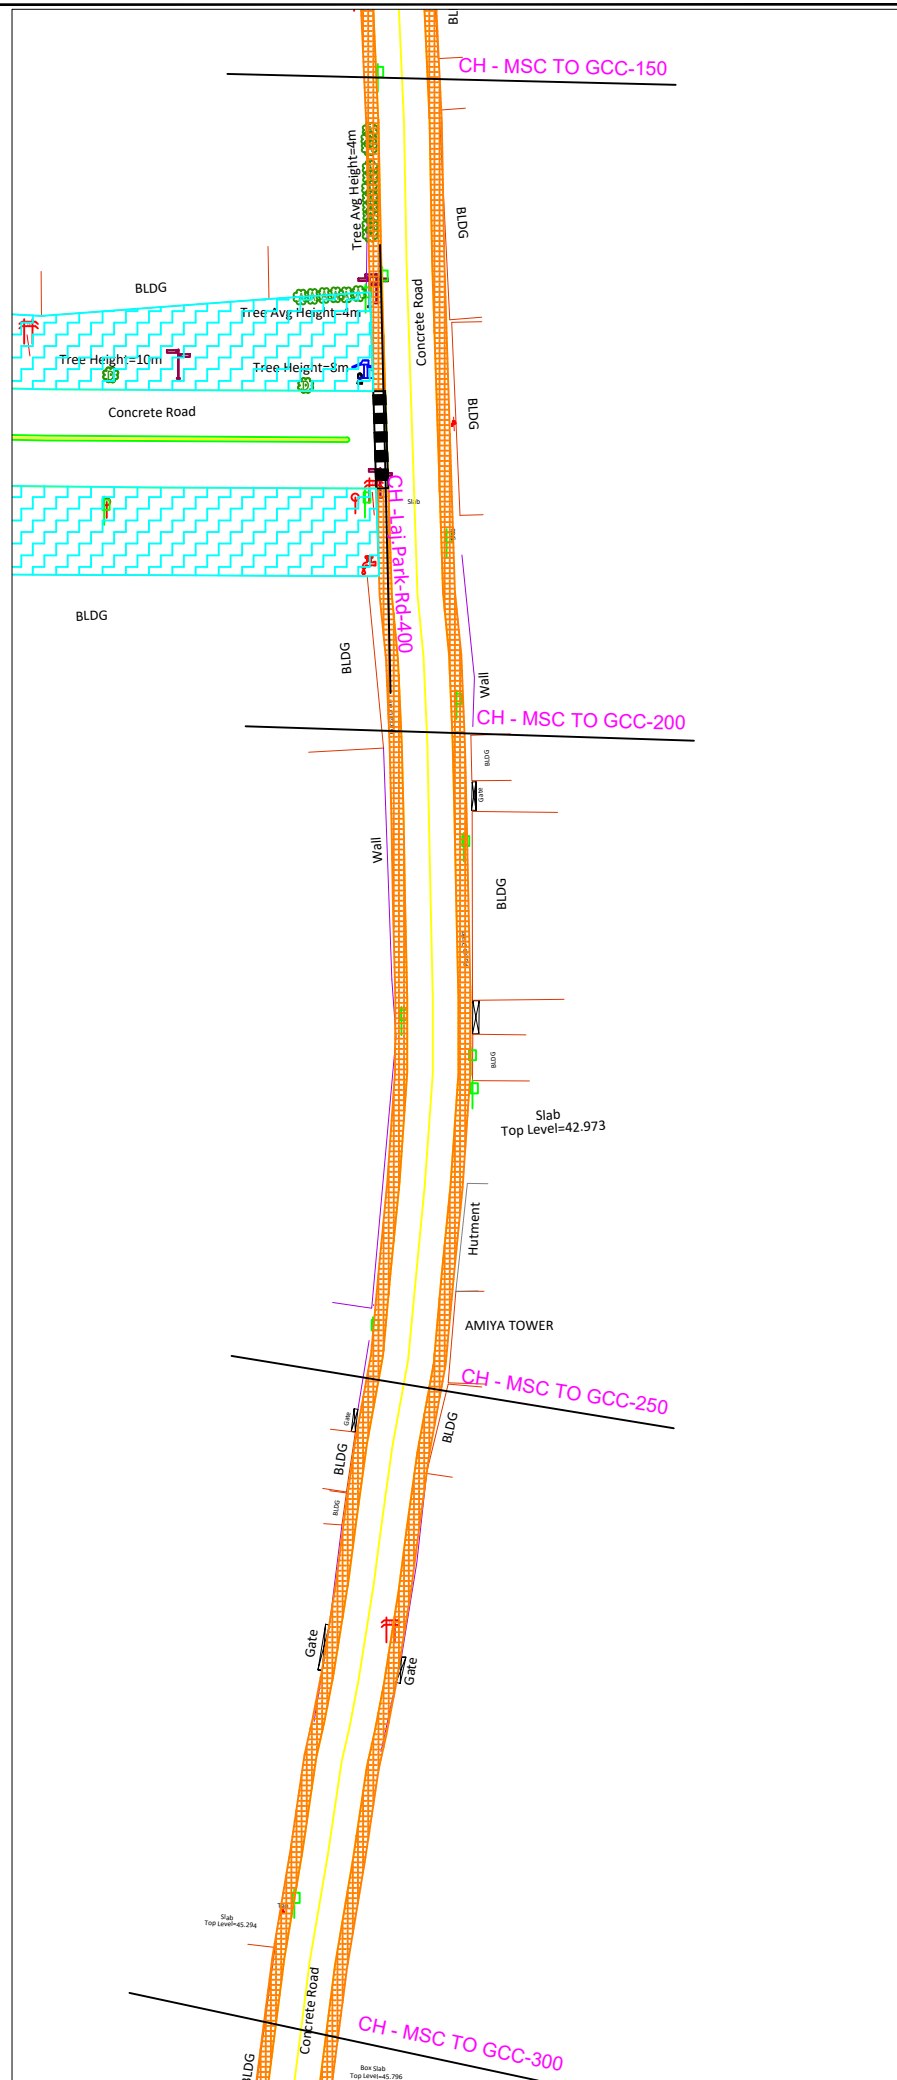 BL
CH - MSC TO GCC-150
Tree Avg Height=4m
BLDG
BLDG
Concrete Road
Tree Avg Height=4m
Tree Height=10m
Tree Height=8m
BLDG
Concrete Road
Slab
CH -Laj.Park-Rd-400
BLDG
BLDG
Wall
CH - MSC TO GCC-200
BLDG
Gate
Wall
BLDG
BLDG
Slab
Top Level=42.973
Hutment
AMIYA TOWER
CH - MSC TO GCC-250
Gate
BLDG
BLDG
BLDG
Gate
Gate
Slab
Top Level=45.294
Concrete Road
CH - MSC TO GCC-300
BLDG
Box Slab
Top Level=45.796